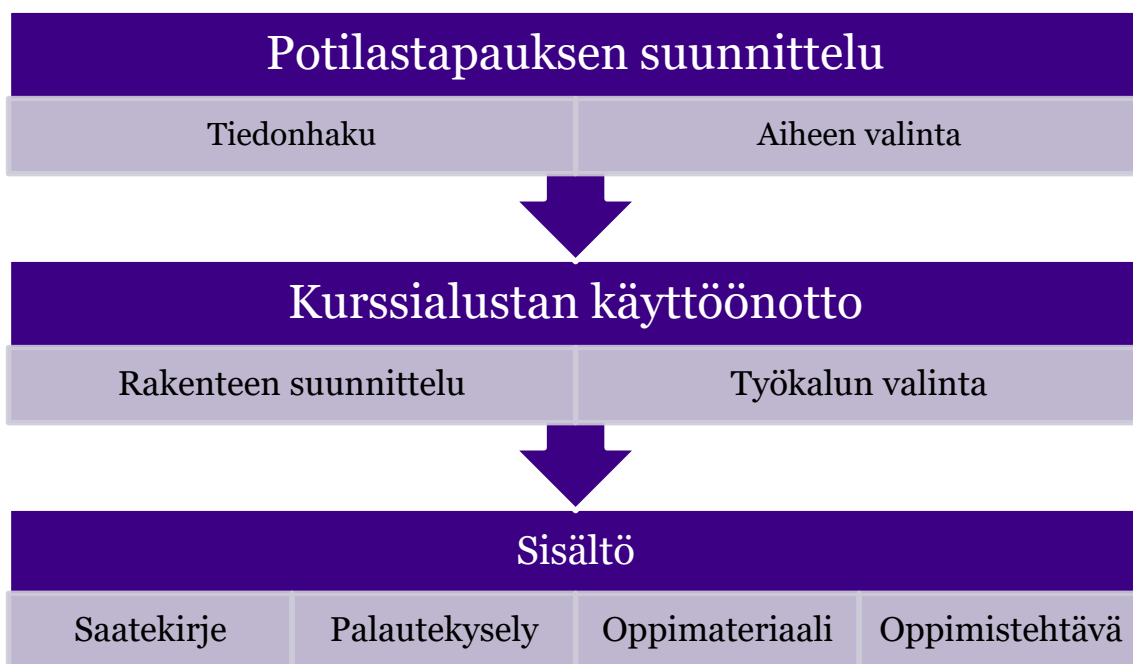 Potilastapauksen suunnittelu
Tiedonhaku
Aiheen valinta
Kurssialustan käyttöönotto
Rakenteen suunnittelu
Työkalun valinta
Sisältö
Saatekirje
Palautekysely
Oppimateriaali
Oppimistehtävä